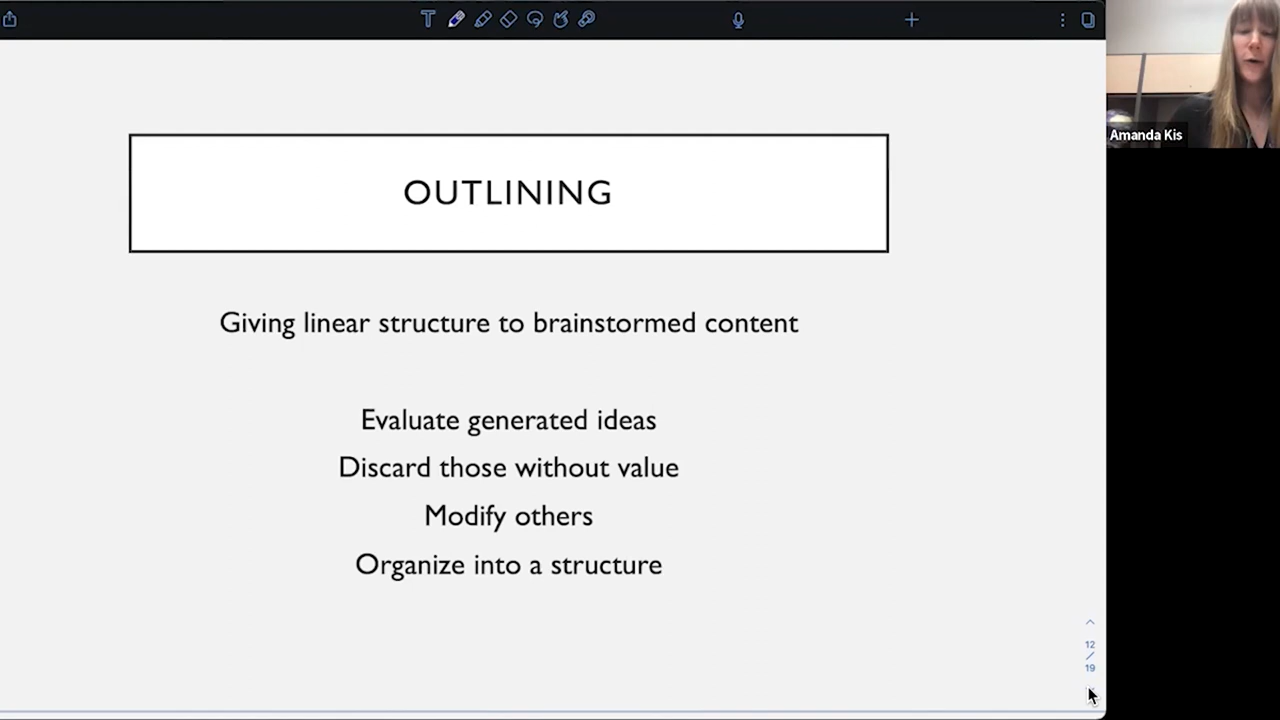 Amanda Kis
OUTLINING
Giving linear structure to brainstormed content
Evaluate generated ideas
Discard those without value
Modify others
Organize into a structure
12
/
19